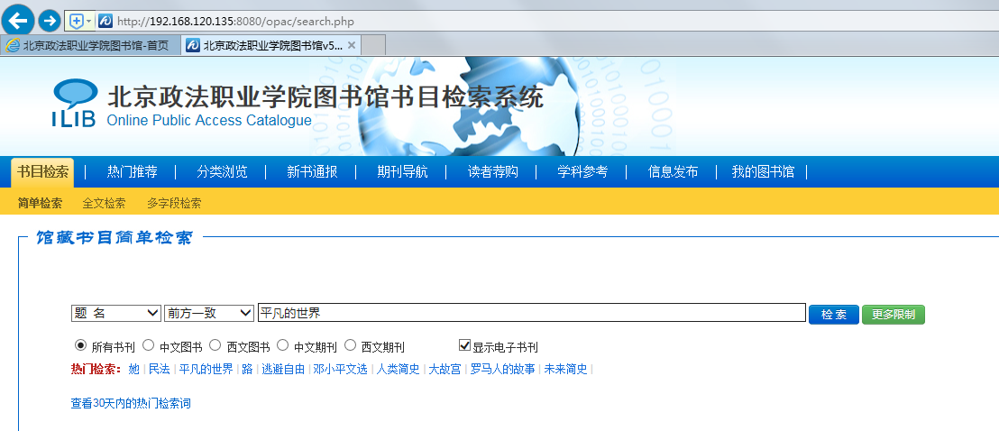 http://192.168.120.135:8080/opac/search.php
北京政法职业学院图书馆-首页 北京政法职业学院图书馆v5...
ILIB
北京政法职业学院图书馆书目检索系统
Online Public Access Catalogue
书目检索 热门推荐 分类浏览 新书通报 期刊导航 读者荐购 学科参考 信息发布 我的图书馆
简单检索 全文检索 多字段检索
馆藏书目简单检索
题 名 前方一致 平凡的世界 检 索 更多限制
所有书刊 中文图书 西文图书 中文期刊 西文期刊 显示电子书刊
热门检索： 她 | 民法 | 平凡的世界 | 路 | 逃避自由 | 邓小平文选 | 人类简史 | 大故宫 | 罗马人的故事 | 未来简史 |
查看30天内的热门检索词